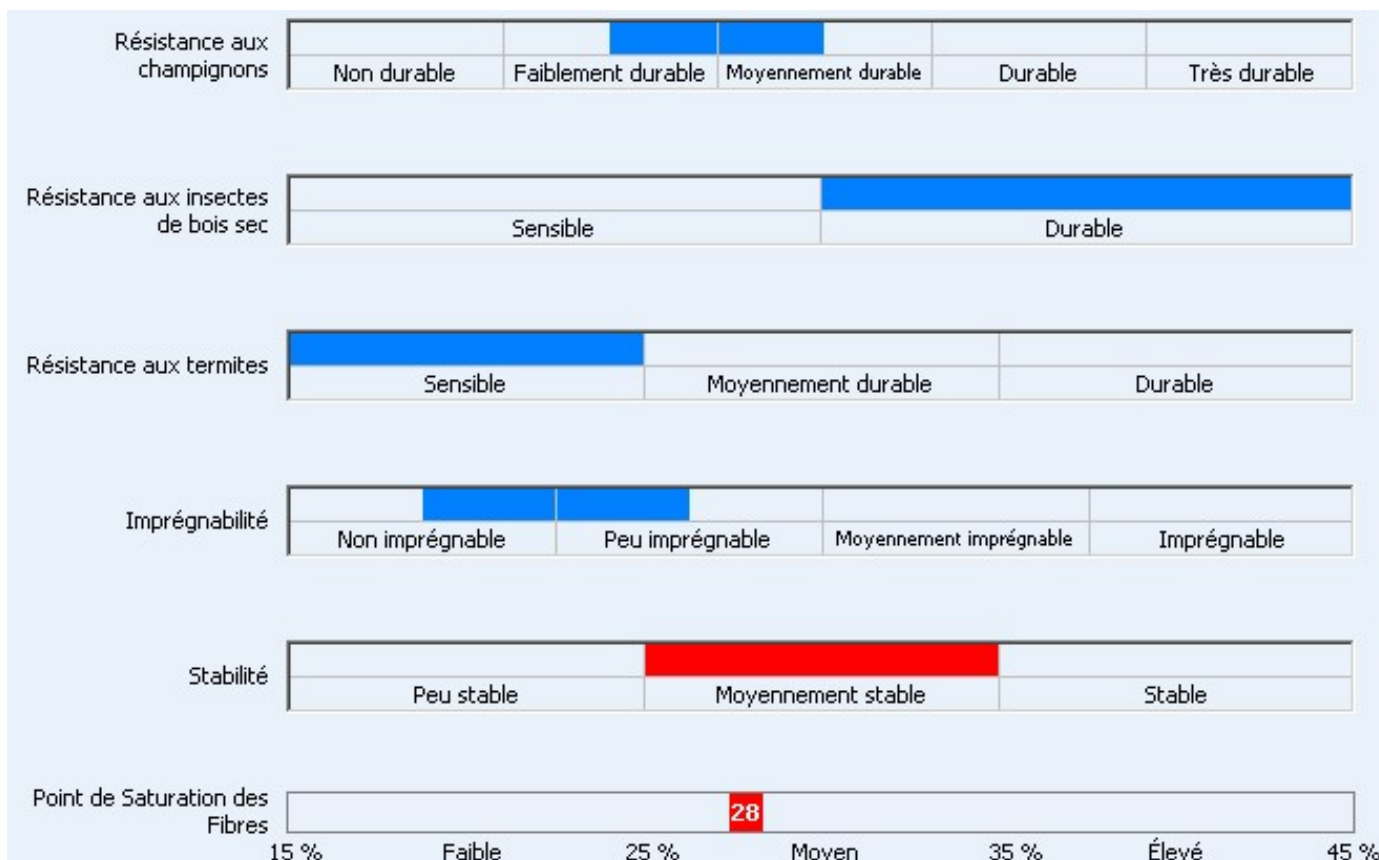 Résistance aux
champignons
Non durable Faiblement durable Moyennement durable Durable Très durable
Résistance aux insectes
de bois sec
Sensible Durable
Résistance aux termites
Sensible Moyennement durable Durable
Imprégnabilité
Non imprégnable Peu imprégnable Moyennement imprégnable Imprégnable
Stabilité
Peu stable Moyennement stable Stable
Point de Saturation des
Fibres
28
15 % Faible 25 % Moyen 35 % Élevé 45 %